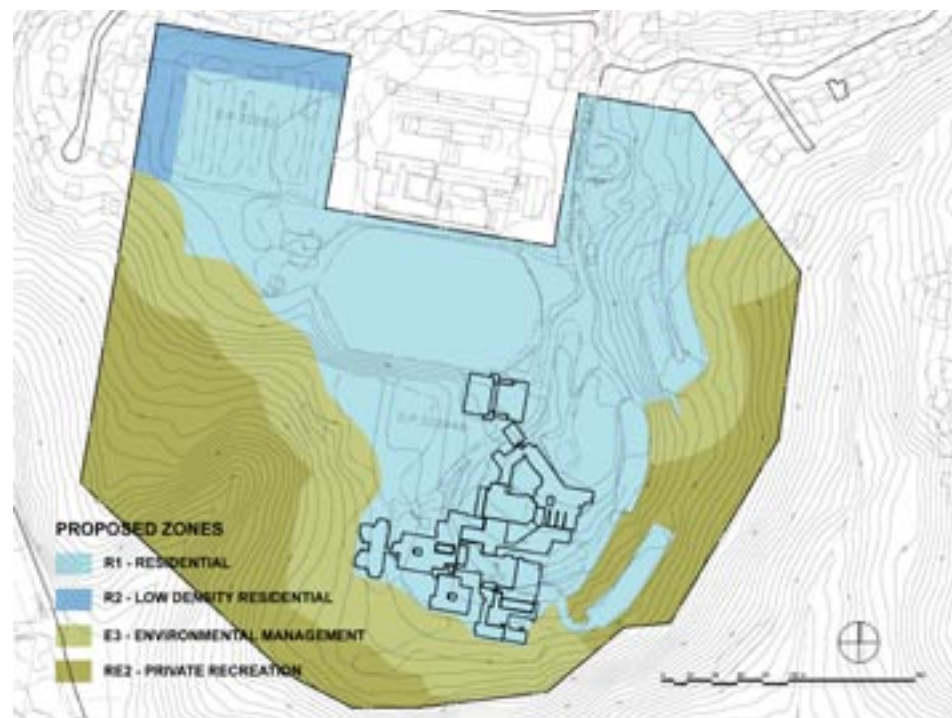 PROPOSED ZONES
R1 - RESIDENTIAL
R2 - LOW DENSITY RESIDENTIAL
E3 - ENVIRONMENTAL MANAGEMENT
RE2 - PRIVATE RECREATION